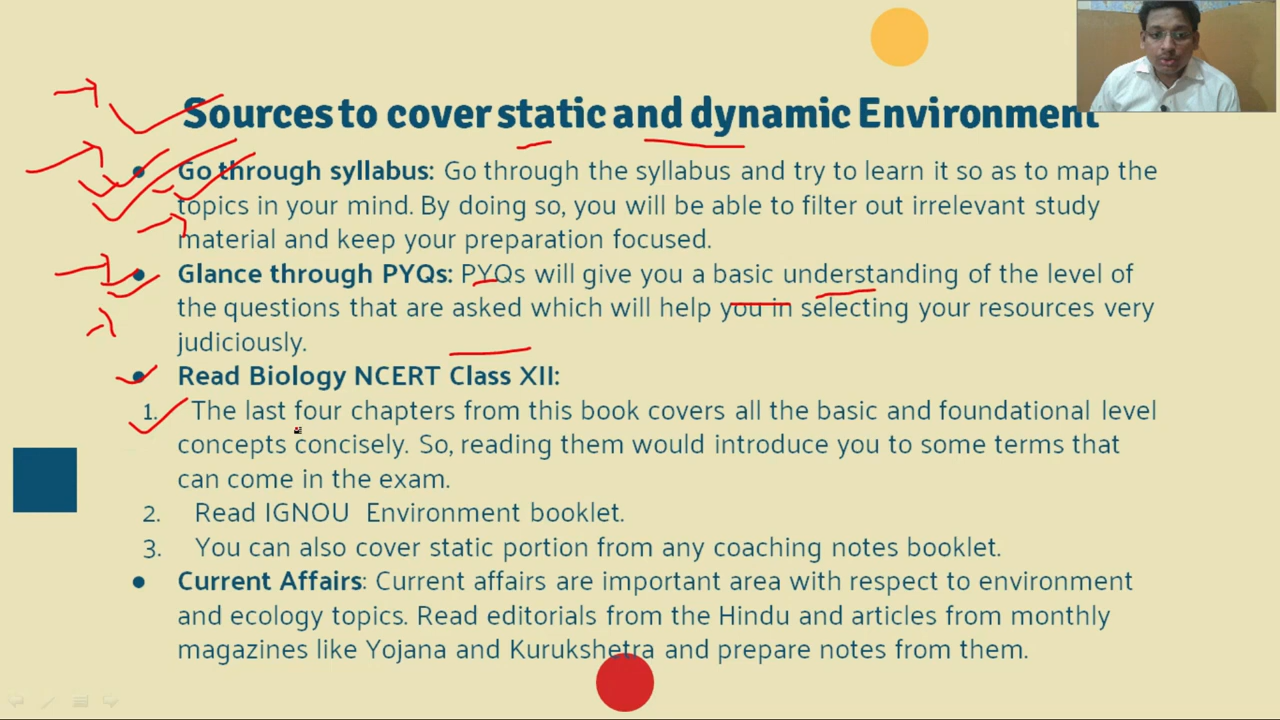 Sources to cover static and dynamic Environment
• Go through syllabus: Go through the syllabus and try to learn it so as to map the
topics in your mind. By doing so, you will be able to filter out irrelevant study
material and keep your preparation focused.
• Glance through PYQs: PYQs will give you a basic understanding of the level of
the questions that are asked which will help you in selecting your resources very
judiciously.
• Read Biology NCERT Class XII:
1. The last four chapters from this book covers all the basic and foundational level
concepts concisely. So, reading them would introduce you to some terms that
can come in the exam.
2. Read IGNOU Environment booklet.
3. You can also cover static portion from any coaching notes booklet.
• Current Affairs: Current affairs are important area with respect to environment
and ecology topics. Read editorials from the Hindu and articles from monthly
magazines like Yojana and Kurukshetra and prepare notes from them.